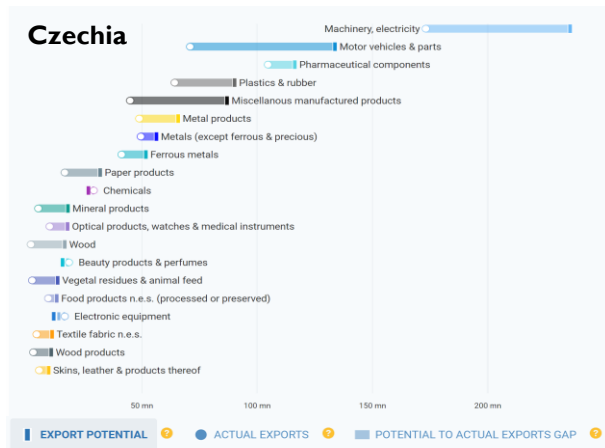 Czechia
Machinery, electricity
Motor vehicles & parts
Pharmaceutical components
Plastics & rubber
Miscellanous manufactured products
Metal products
Metals (except ferrous & precious)
Ferrous metals
Paper products
Chemicals
Mineral products
Optical products, watches & medical instruments
Wood
Beauty products & perfumes
Vegetal residues & animal feed
Food products n.e.s. (processed or preserved)
Electronic equipment
Textile fabric n.e.s.
Wood products
Skins, leather & products thereof
50 mn 100 mn 150 mn 200 mn
EXPORT POTENTIAL ? ACTUAL EXPORTS ? POTENTIAL TO ACTUAL EXPORTS GAP ?